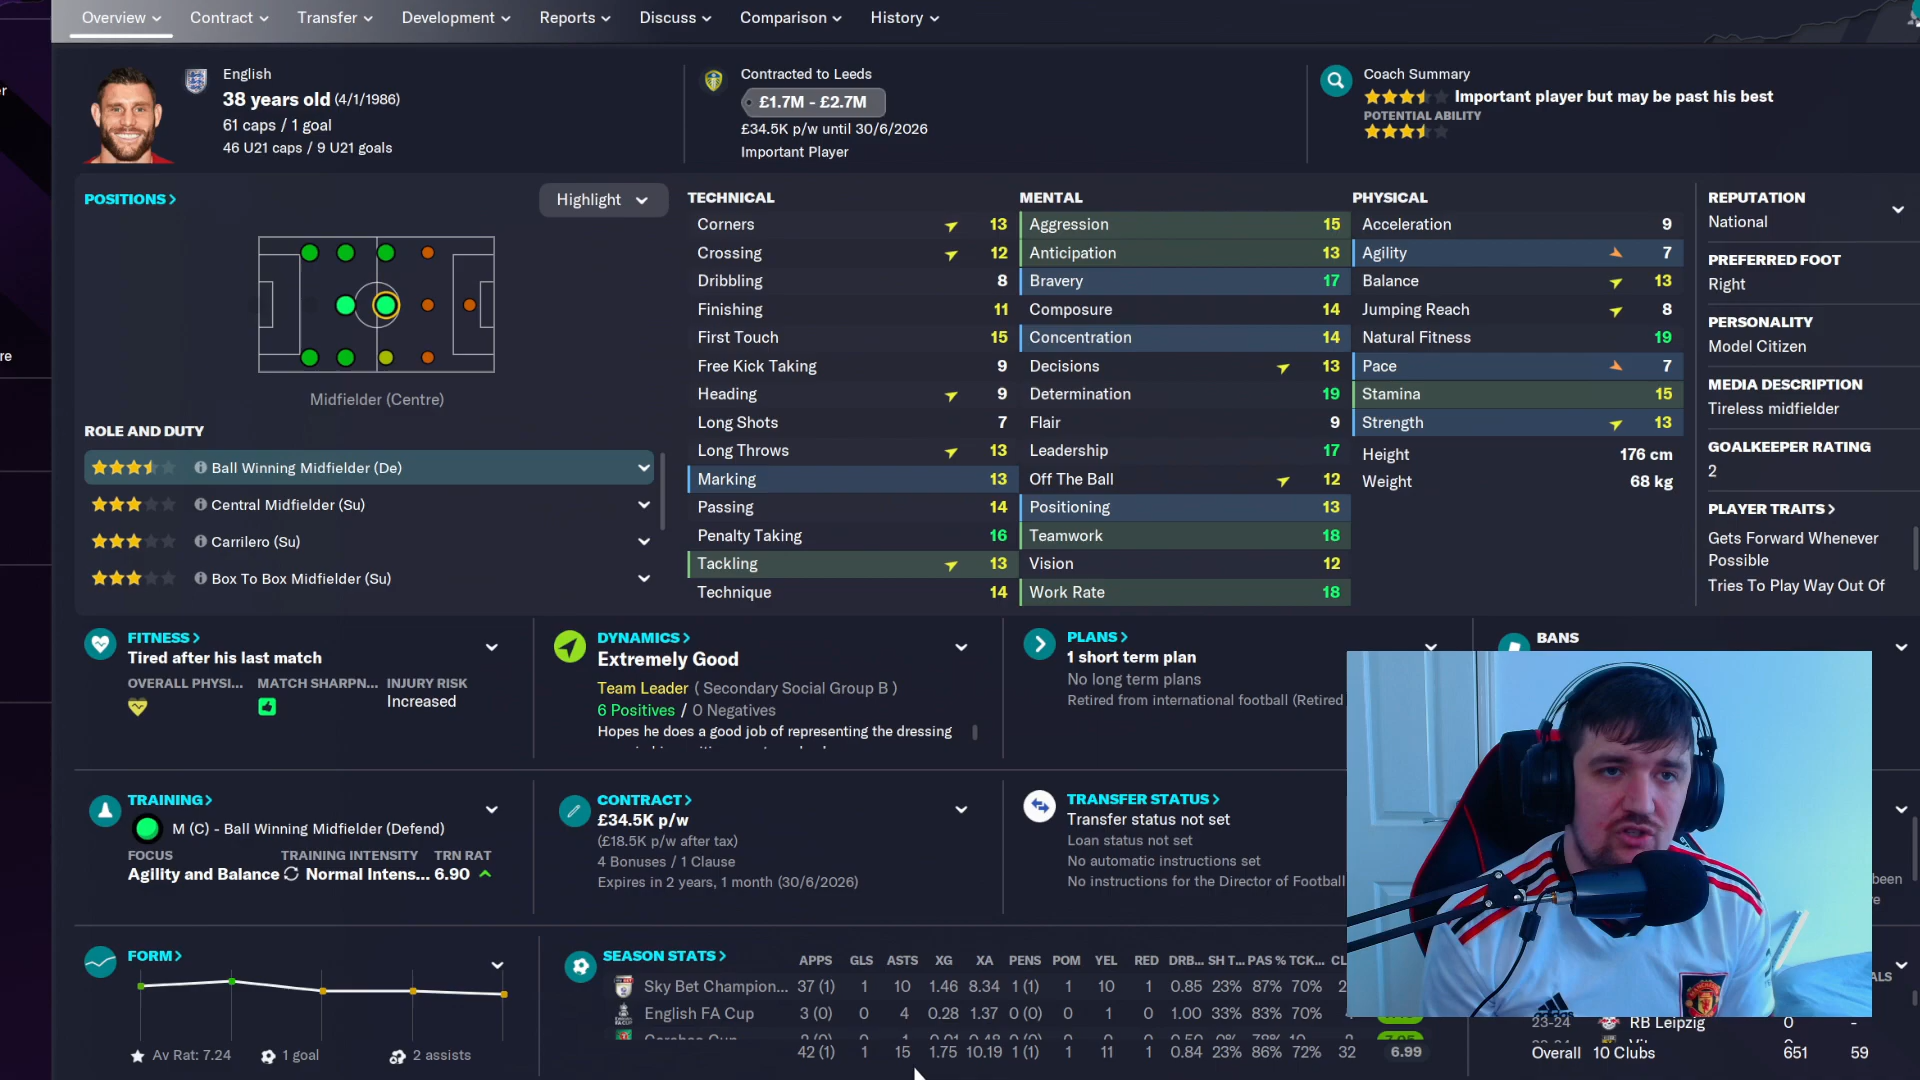 Overview Contract Transfer Development Reports Discuss Comparison History
English
38 years old (4/1/1986)
61 caps / 1 goal
46 U21 caps / 9 U21 goals
Contracted to Leeds
£1.7M - £2.7M
£34.5K p/w until 30/6/2026
Important Player
Coach Summary
Important player but may be past his best
POTENTIAL ABILITY
POSITIONS
Highlight
Midfielder (Centre)
ROLE AND DUTY
Ball Winning Midfielder (De)
Central Midfielder (Su)
Carrilero (Su)
Box To Box Midfielder (Su)
TECHNICAL
Corners 13
Crossing 12
Dribbling 8
Finishing 11
First Touch 15
Free Kick Taking 9
Heading 9
Long Shots 7
Long Throws 13
Marking 13
Passing 14
Penalty Taking 16
Tackling 13
Technique 14
MENTAL
Aggression 15
Anticipation 13
Bravery 17
Composure 14
Concentration 14
Decisions 13
Determination 19
Flair 9
Leadership 17
Off The Ball 12
Positioning 13
Teamwork 18
Vision 12
Work Rate 18
PHYSICAL
Acceleration 9
Agility 7
Balance 13
Jumping Reach 8
Natural Fitness 19
Pace 7
Stamina 15
Strength 13
Height 176 cm
Weight 68 kg
REPUTATION
National
PREFERRED FOOT
Right
PERSONALITY
Model Citizen
MEDIA DESCRIPTION
Tireless midfielder
GOALKEEPER RATING
2
PLAYER TRAITS
Gets Forward Whenever
Possible
Tries To Play Way Out Of
FITNESS
Tired after his last match
OVERALL PHYSI... MATCH SHARPN... INJURY RISK
Increased
DYNAMICS
Extremely Good
Team Leader ( Secondary Social Group B )
6 Positives / 0 Negatives
Hopes he does a good job of representing the dressing
PLANS
1 short term plan
No long term plans
Retired from international football (Retired
BANS
TRAINING
M (C) - Ball Winning Midfielder (Defend)
FOCUS TRAINING INTENSITY TRN RAT
Agility and Balance Normal Intens... 6.90
CONTRACT
£34.5K p/w
(£18.5K p/w after tax)
4 Bonuses / 1 Clause
Expires in 2 years, 1 month (30/6/2026)
TRANSFER STATUS
Transfer status not set
Loan status not set
No automatic instructions set
No instructions for the Director of Football
been
FORM
Av Rat: 7.24 1 goal 2 assists
SEASON STATS APPS GLS ASTS XG XA PENS POM YEL RED DRB... SH T... PAS % TCK... CL
Sky Bet Champion... 37 (1) 1 10 1.46 8.34 1 (1) 1 10 1 0.85 23% 87% 70% 2
English FA Cup 3 (0) 0 4 0.28 1.37 0 (0) 0 1 0 1.00 33% 83% 70%
42 (1) 1 15 1.75 10.19 1 (1) 1 11 1 0.84 23% 86% 72% 32 6.99
23-24 RB Leipzig 0 -
Overall 10 Clubs 651 59